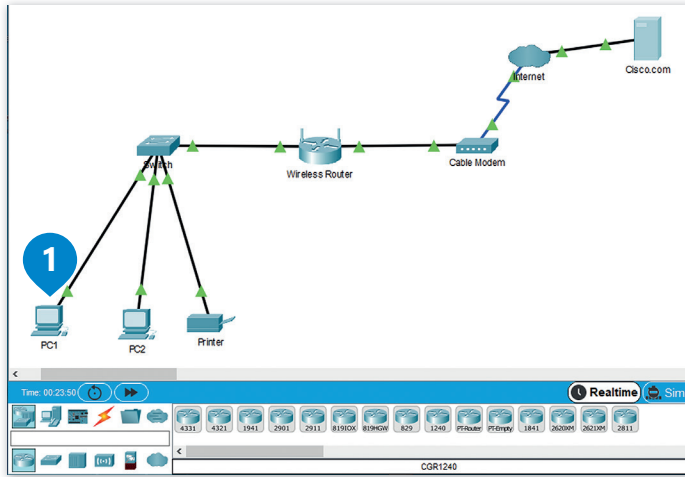 Cisco.com
Internet
Switch
Wireless Router
Cable Modem
1
PC1
PC2
Printer
Time: 00:23:50
Realtime
Sim
4331 4321 1941 2901 2911 819IOX 819HGW 829 1240 PT-Router PT-Empty 1841 2620XM 2621XM 2811
CGR1240